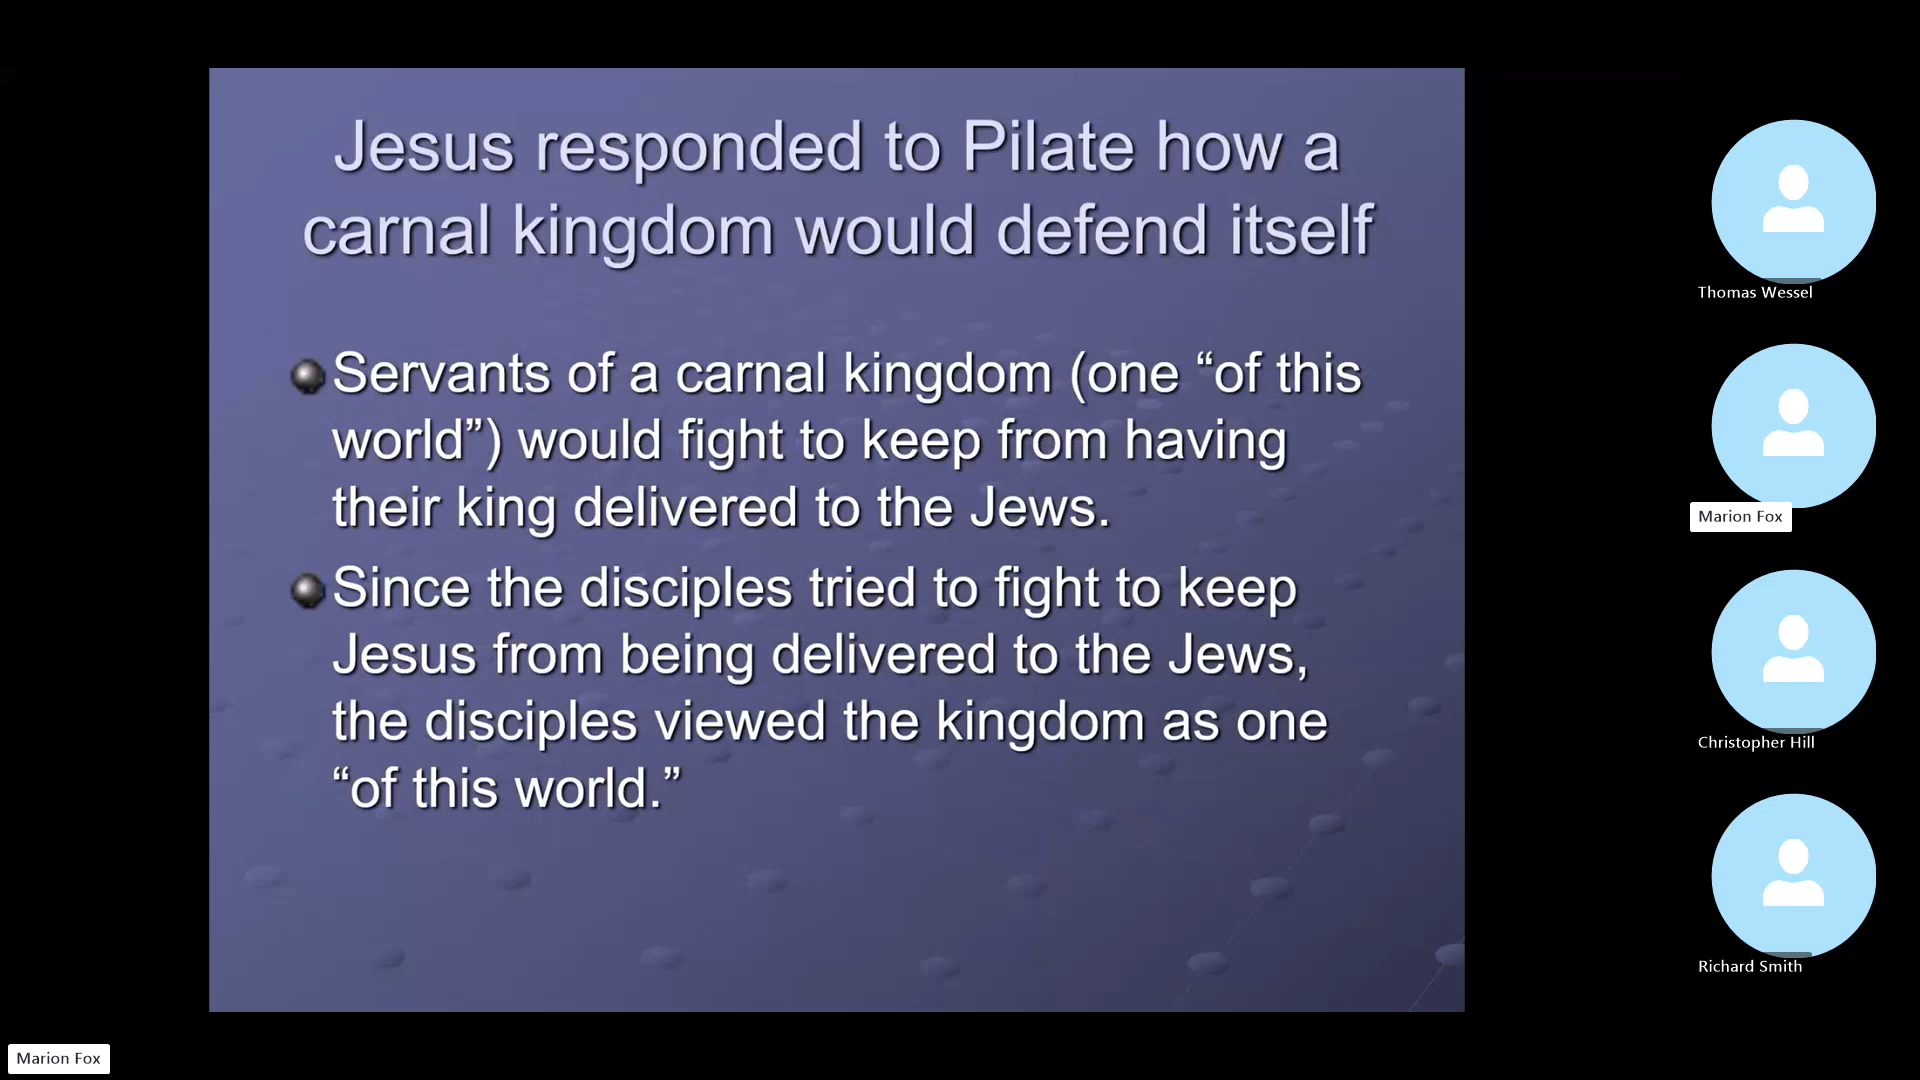 Jesus responded to Pilate how a
carnal kingdom would defend itself
Servants of a carnal kingdom (one “of this
world”) would fight to keep from having
their king delivered to the Jews.
Since the disciples tried to fight to keep
Jesus from being delivered to the Jews,
the disciples viewed the kingdom as one
“of this world.”
Thomas Wessel
Marion Fox
Christopher Hill
Richard Smith
Marion Fox